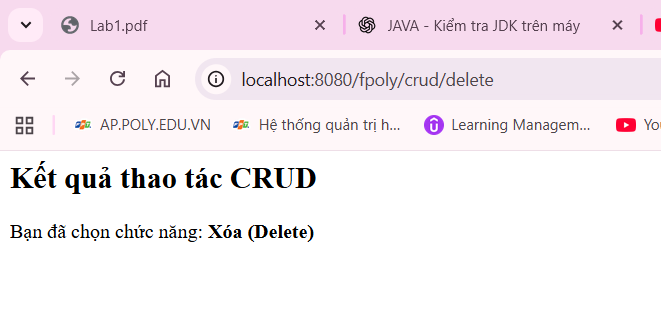 Lab1.pdf
JAVA - Kiểm tra JDK trên máy
localhost:8080/fpoly/crud/delete
AP.POLY.EDU.VN
Hệ thống quản trị h...
Learning Managem...
You
Kết quả thao tác CRUD
Bạn đã chọn chức năng: Xóa (Delete)